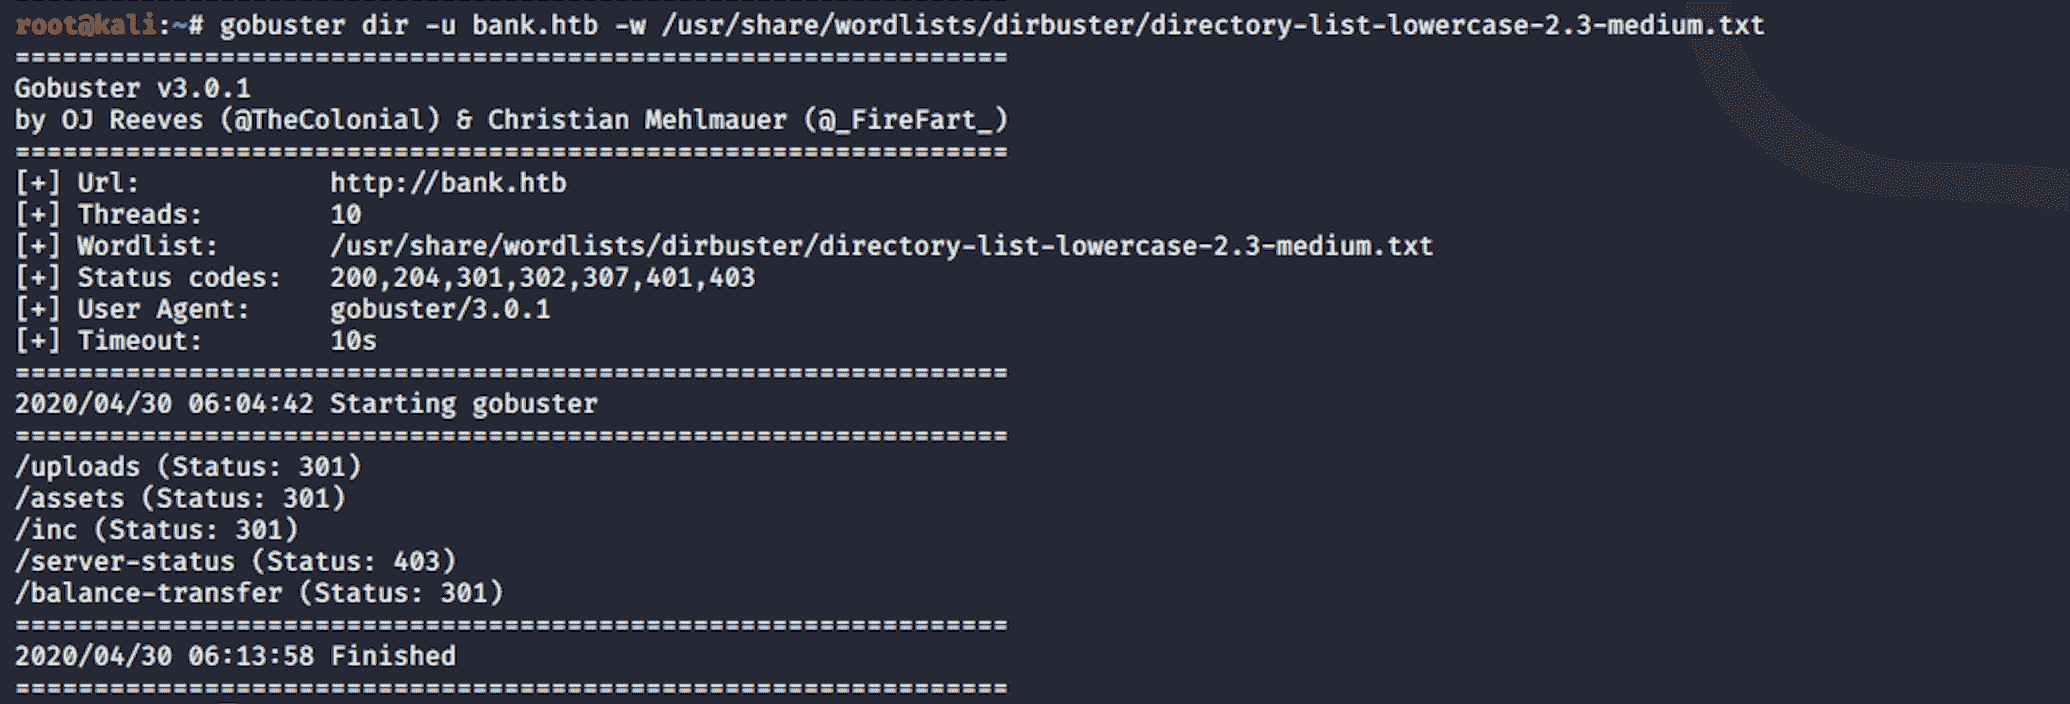 root@kali:~# gobuster dir -u bank.htb -w /usr/share/wordlists/dirbuster/directory-list-lowercase-2.3-medium.txt
===============================================================
Gobuster v3.0.1
by OJ Reeves (@TheColonial) & Christian Mehlmauer (@_FireFart_)
===============================================================
[+] Url:            http://bank.htb
[+] Threads:        10
[+] Wordlist:       /usr/share/wordlists/dirbuster/directory-list-lowercase-2.3-medium.txt
[+] Status codes:   200,204,301,302,307,401,403
[+] User Agent:     gobuster/3.0.1
[+] Timeout:        10s
===============================================================
2020/04/30 06:04:42 Starting gobuster
===============================================================
/uploads (Status: 301)
/assets (Status: 301)
/inc (Status: 301)
/server-status (Status: 403)
/balance-transfer (Status: 301)
===============================================================
2020/04/30 06:13:58 Finished
===============================================================